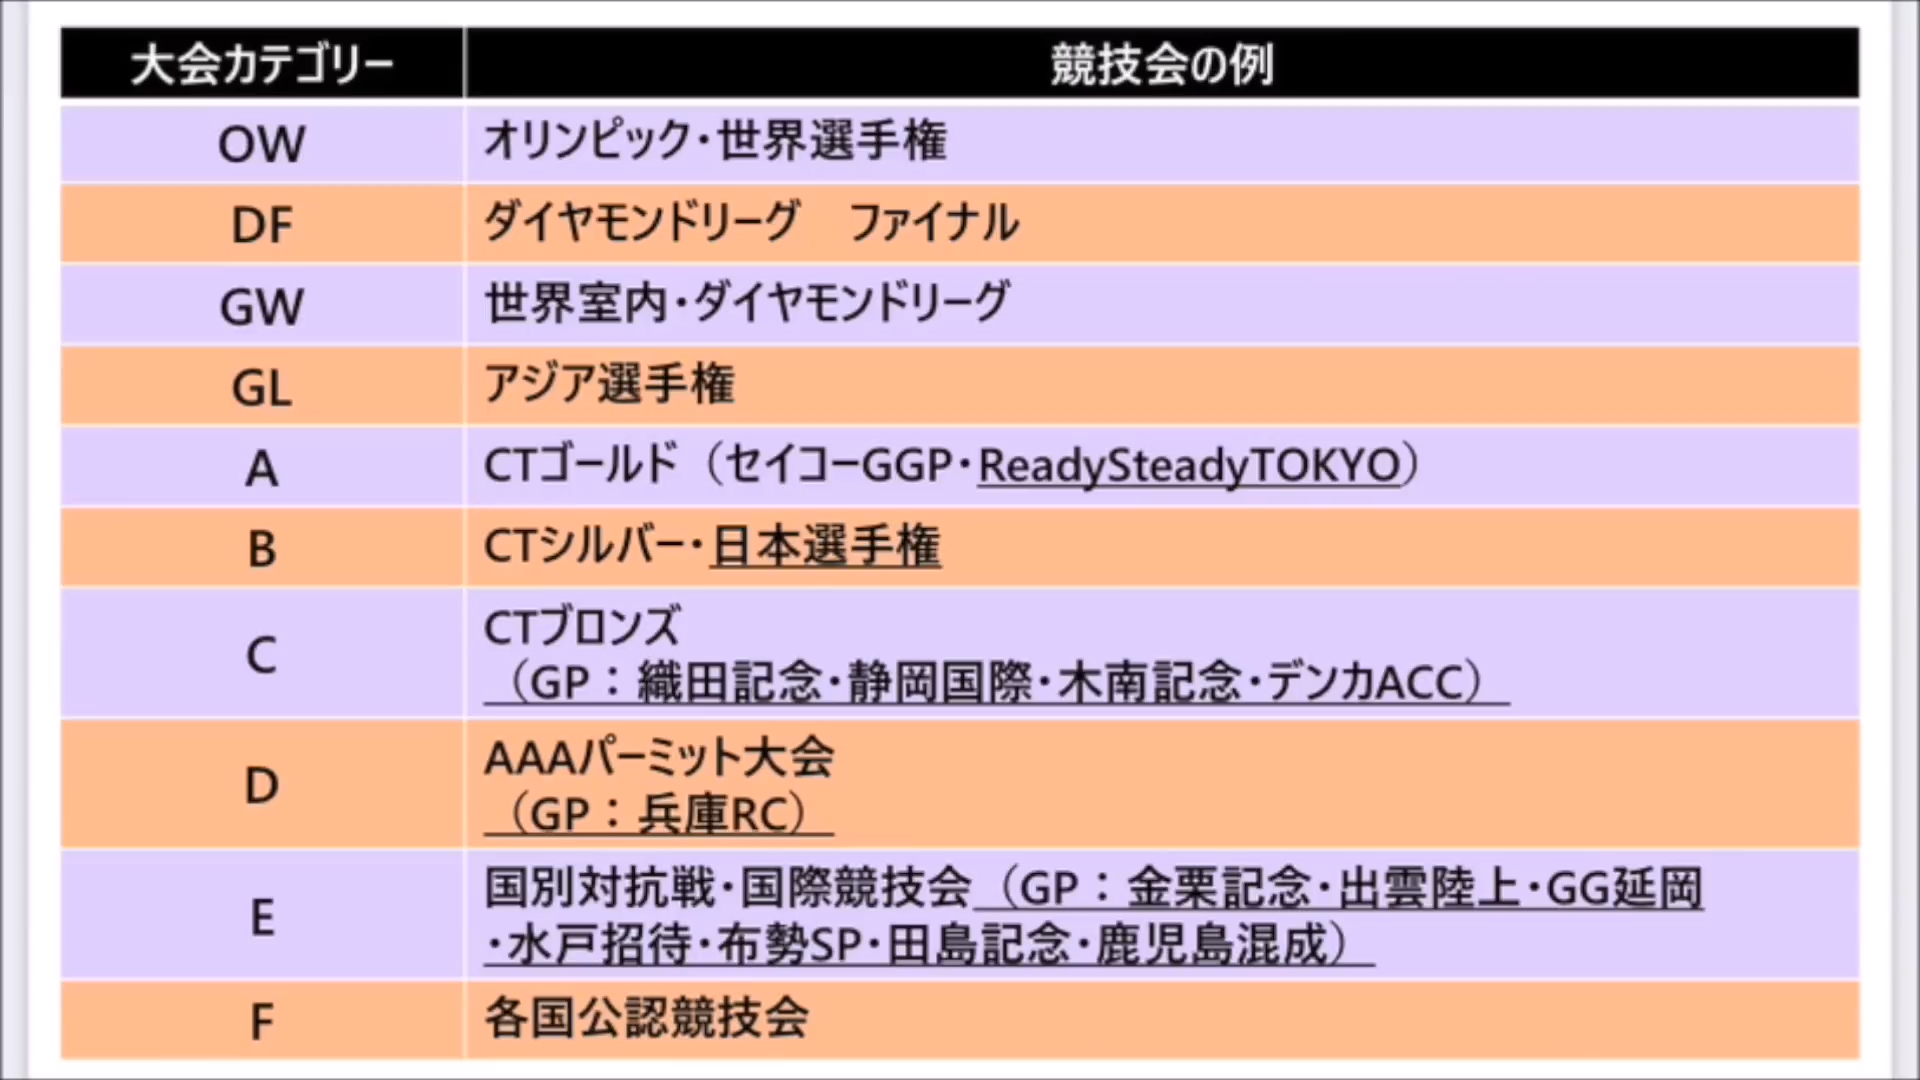 大会カテゴリー 競技会の例
OW オリンピック・世界選手権
DF ダイヤモンドリーグ　ファイナル
GW 世界室内・ダイヤモンドリーグ
GL アジア選手権
A CTゴールド（セイコーGGP・ReadySteadyTOKYO）
B CTシルバー・日本選手権
C CTブロンズ
（GP：織田記念・静岡国際・木南記念・デンカACC）
D AAAパーミット大会
（GP：兵庫RC）
E 国別対抗戦・国際競技会（GP：金栗記念・出雲陸上・GG延岡
・水戸招待・布勢SP・田島記念・鹿児島混成）
F 各国公認競技会